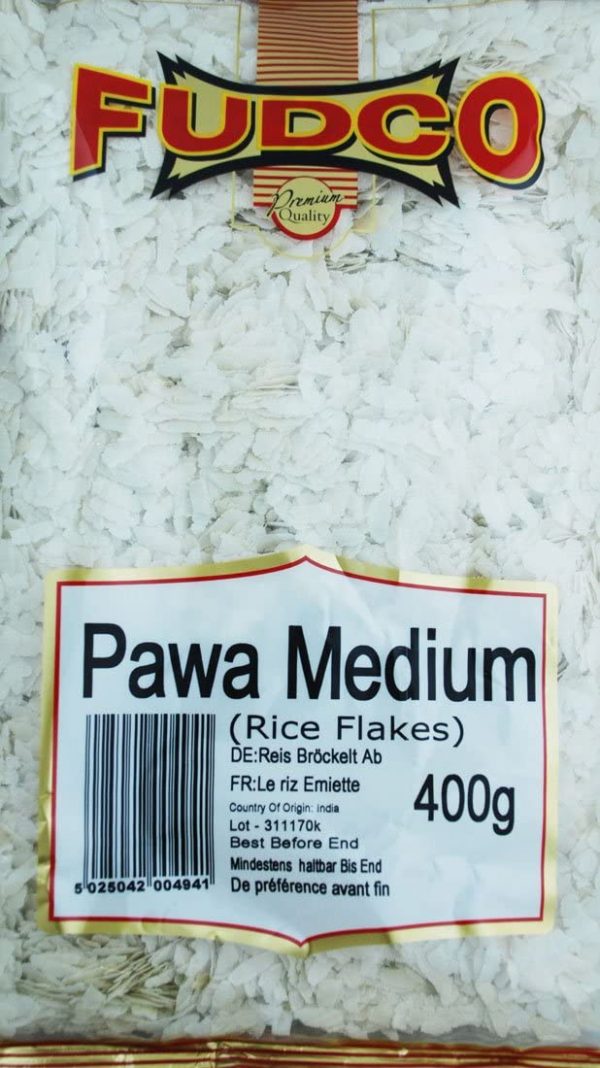 FUDCO
Premium
Quality
Pawa Medium
(Rice Flakes)
DE:Reis Bröckelt Ab
FR:Le riz Emiette
400g
Country Of Origin: india
Lot - 311170k
Best Before End
Mindestens haltbar Bis End
De préférence avant fin
5 025042 004941